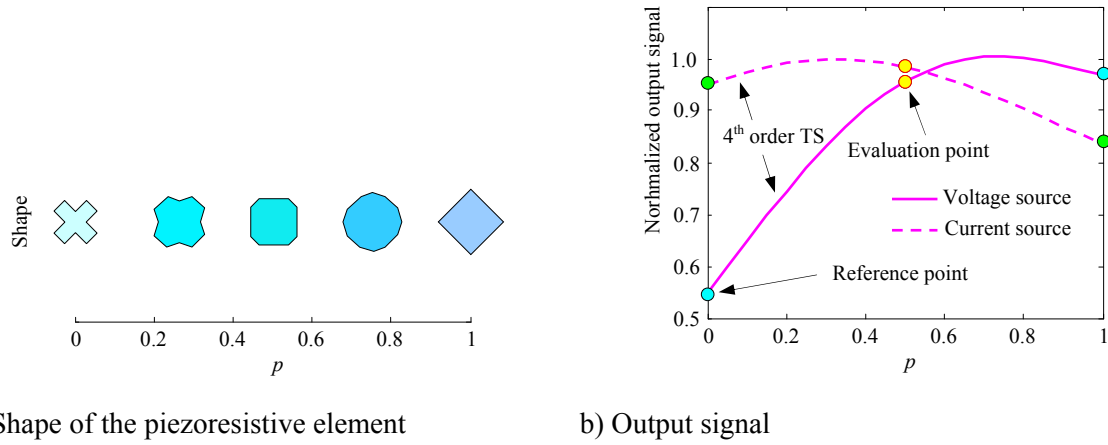 Shape
0
0.2
0.4
0.6
0.8
1
p
Shape of the piezoresistive element
Norhmalized output signal
1.0
0.9
0.8
0.7
0.6
0.5
4th order TS
Evaluation point
Voltage source
Current source
Reference point
0
0.2
0.4
0.6
0.8
1
p
b) Output signal